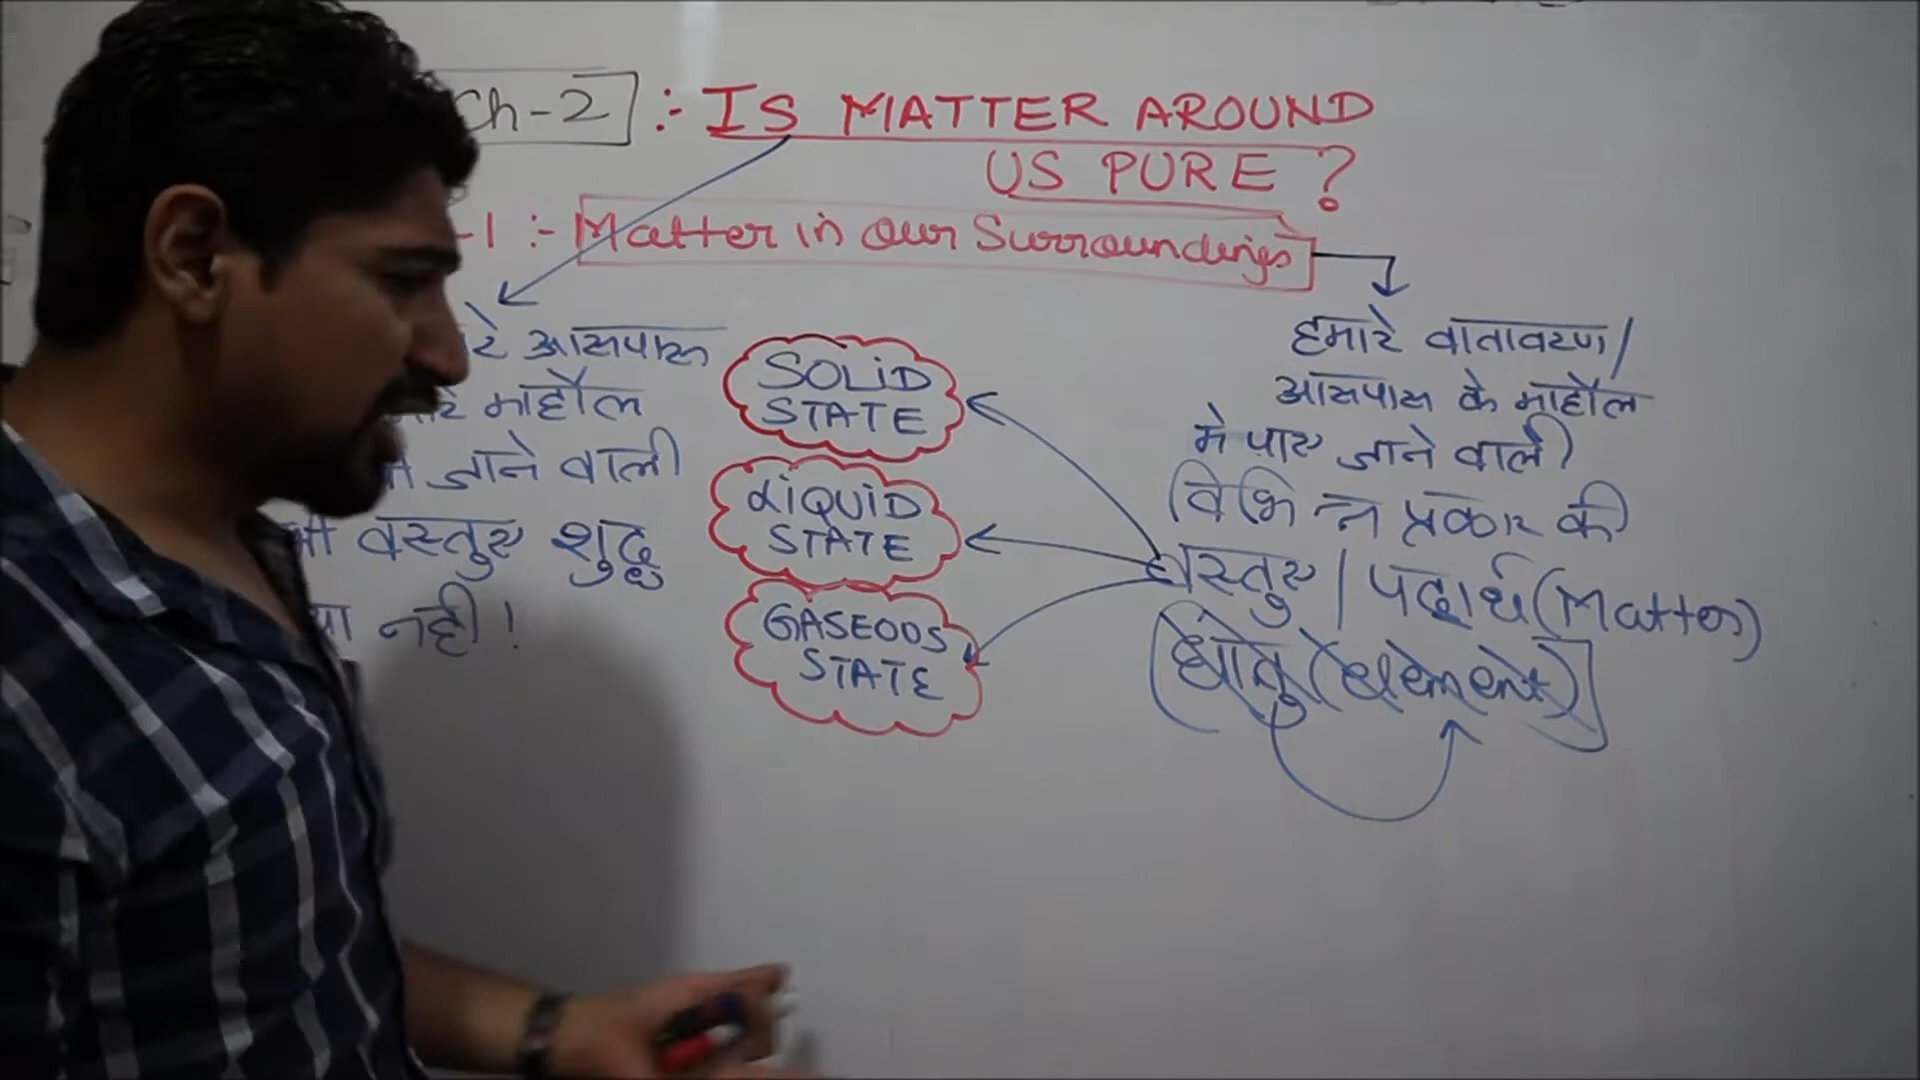 Ch-2 :- IS MATTER AROUND
US PURE ?
-1 :- Matter in our Surroundings
रे आसपास
रे माहौल
जाने वाली
वस्तुए शुद्ध
या नही !
SOLiD
STATE
LiQUiD
STATE
GASEOOS
STATE
हमारे वातावरण/
आसपास के माहौल
मे पाए जाने वाली
विभिन्न प्रकार की
वस्तुए / पदार्थ (Matter)
(धातु (element)]